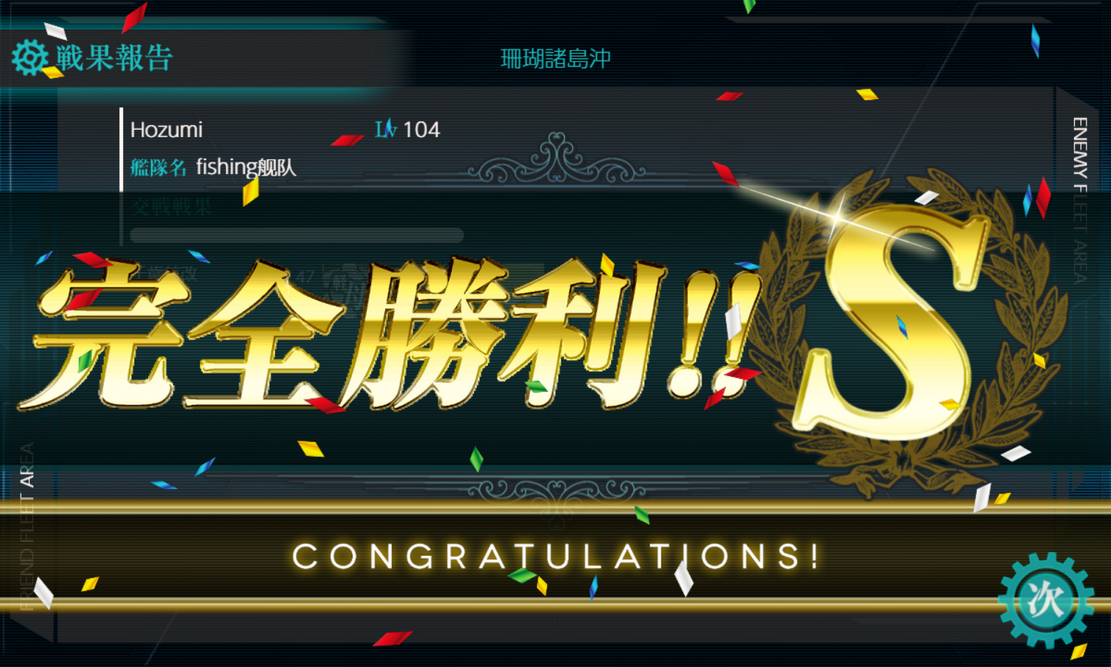 戦果報告
珊瑚諸島沖
Hozumi Lv 104
艦隊名 fishing舰队
交戦戦果
完全勝利!! S
CONGRATULATIONS!
次
FRIEND FLEET AREA
ENEMY FLEET AREA